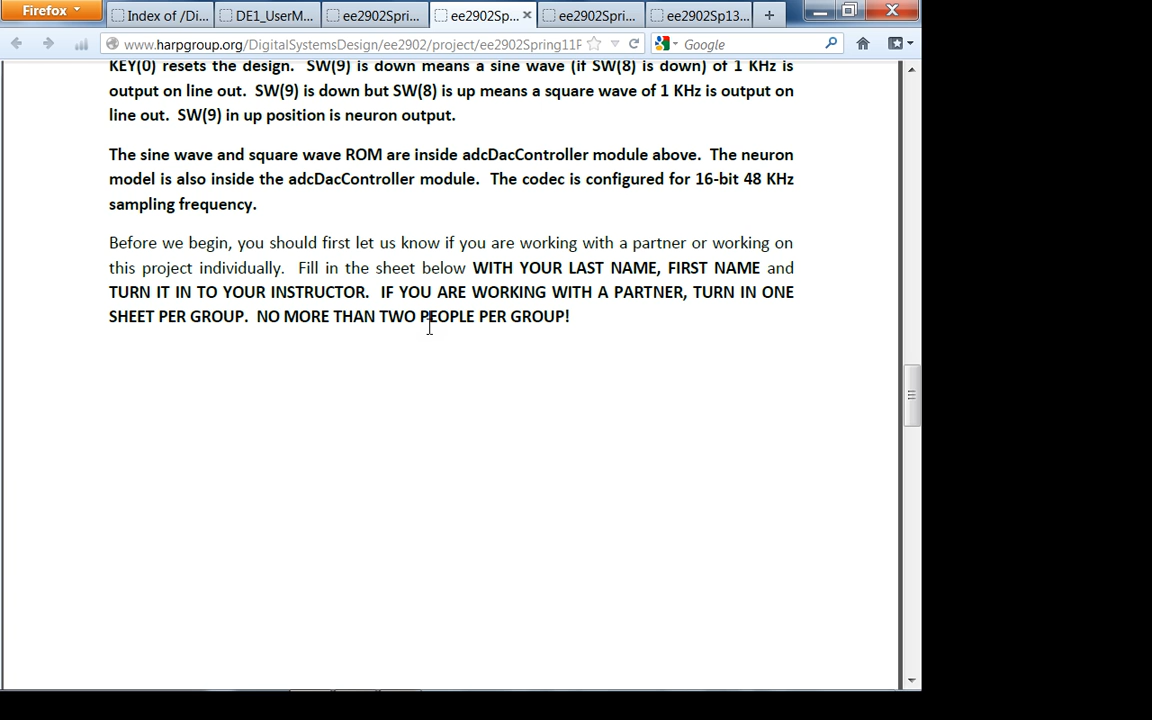 Firefox
Index of /Di...
DE1_UserM...
ee2902Spri...
ee2902Sp...
ee2902Spri...
ee2902Sp13...
www.harpgroup.org/DigitalSystemsDesign/ee2902/project/ee2902Spring11F
Google
KEY(0) resets the design. SW(9) is down means a sine wave (if SW(8) is down) of 1 KHz is
output on line out. SW(9) is down but SW(8) is up means a square wave of 1 KHz is output on
line out. SW(9) in up position is neuron output.
The sine wave and square wave ROM are inside adcDacController module above. The neuron
model is also inside the adcDacController module. The codec is configured for 16-bit 48 KHz
sampling frequency.
Before we begin, you should first let us know if you are working with a partner or working on
this project individually. Fill in the sheet below WITH YOUR LAST NAME, FIRST NAME and
TURN IT IN TO YOUR INSTRUCTOR. IF YOU ARE WORKING WITH A PARTNER, TURN IN ONE
SHEET PER GROUP. NO MORE THAN TWO PEOPLE PER GROUP!